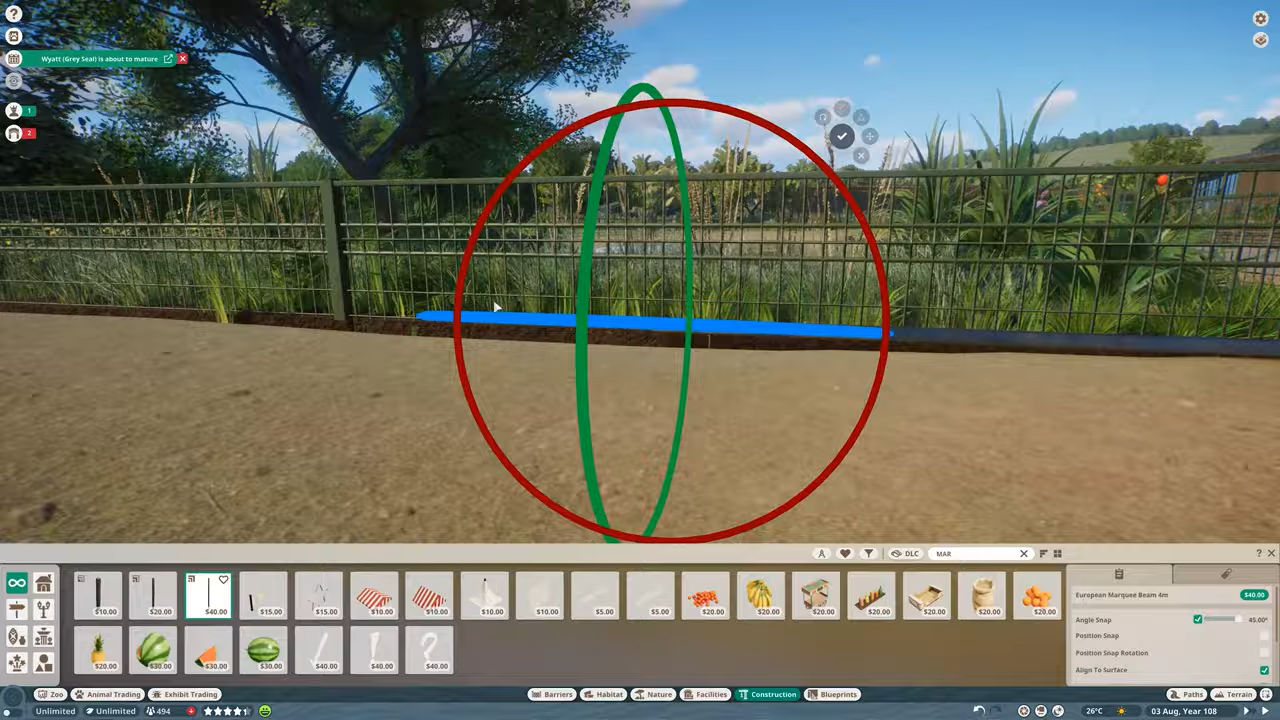 Wyatt (Grey Seal) is about to mature
1
2
DLC
MAR
$10.00
$20.00
$40.00
$15.00
$15.00
$10.00
$10.00
$10.00
$10.00
$5.00
$5.00
$20.00
$20.00
$20.00
$20.00
$20.00
$20.00
$20.00
$20.00
$30.00
$30.00
$30.00
$40.00
$40.00
$40.00
European Marquee Beam 4m
$40.00
Angle Snap
45.00°
Position Snap
Position Snap Rotation
Align To Surface
Zoo
Animal Trading
Exhibit Trading
Barriers
Habitat
Nature
Facilities
Construction
Blueprints
Paths
Terrain
Unlimited
Unlimited
494
26°C
03 Aug, Year 108